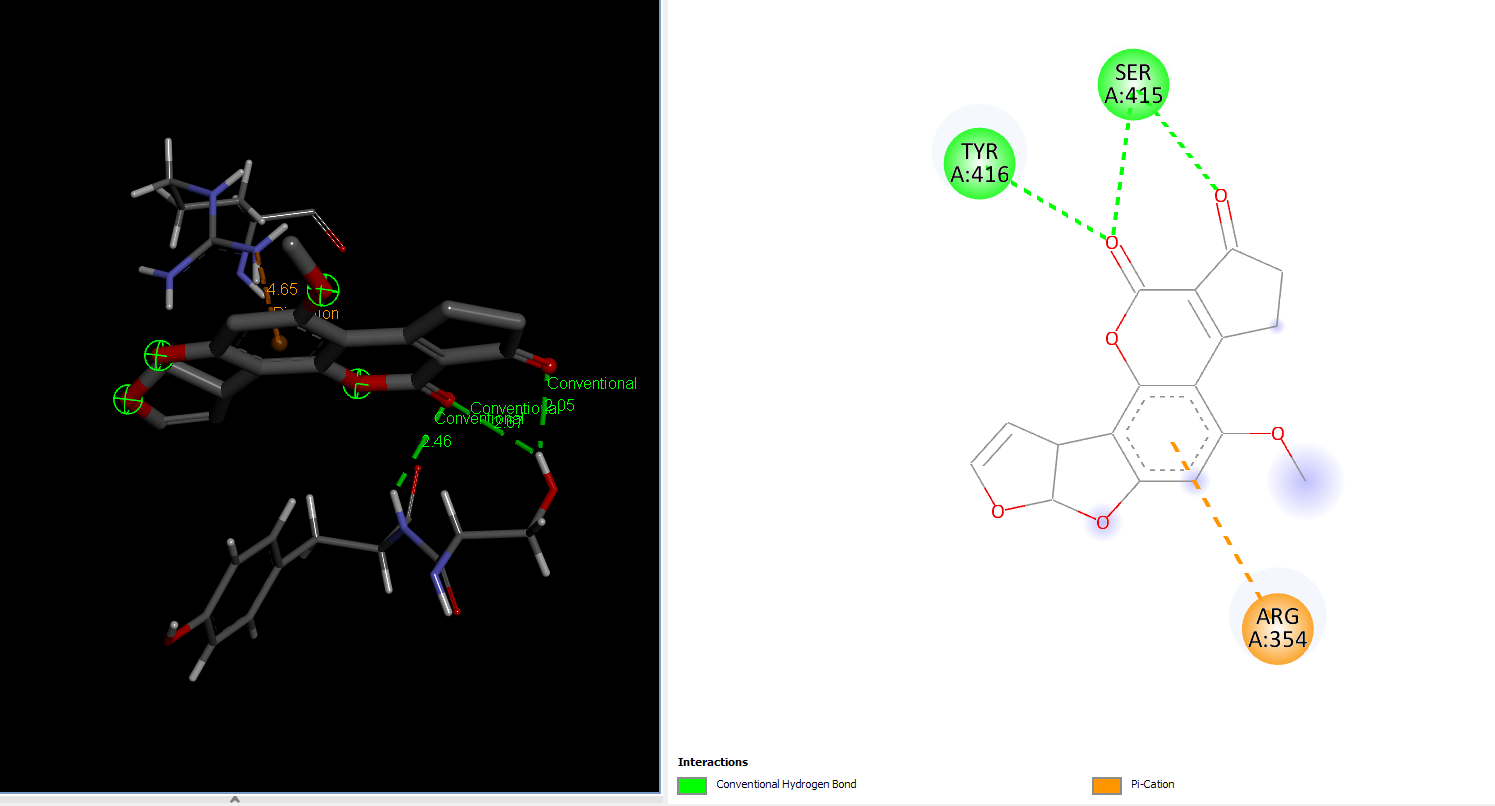 4.65
Conventional
2.05
Conventional
Conventional
2.46
SER
A:415
TYR
A:416
O
O
O
O
O
O
ARG
A:354
Interactions
Conventional Hydrogen Bond
Pi-Cation